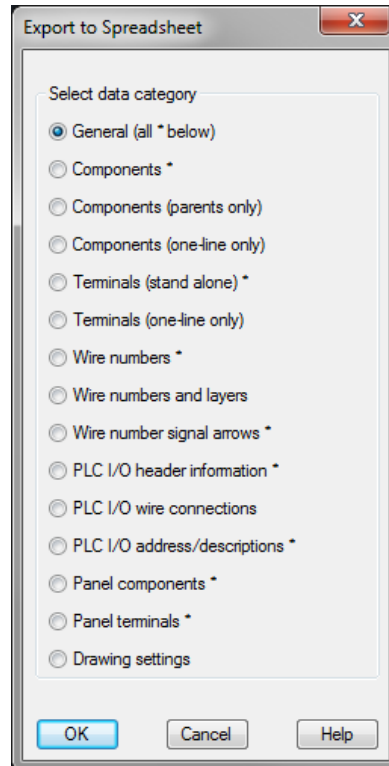 Export to Spreadsheet
Select data category
General (all * below)
Components *
Components (parents only)
Components (one-line only)
Terminals (stand alone) *
Terminals (one-line only)
Wire numbers *
Wire numbers and layers
Wire number signal arrows *
PLC I/O header information *
PLC I/O wire connections
PLC I/O address/descriptions *
Panel components *
Panel terminals *
Drawing settings
OK Cancel Help